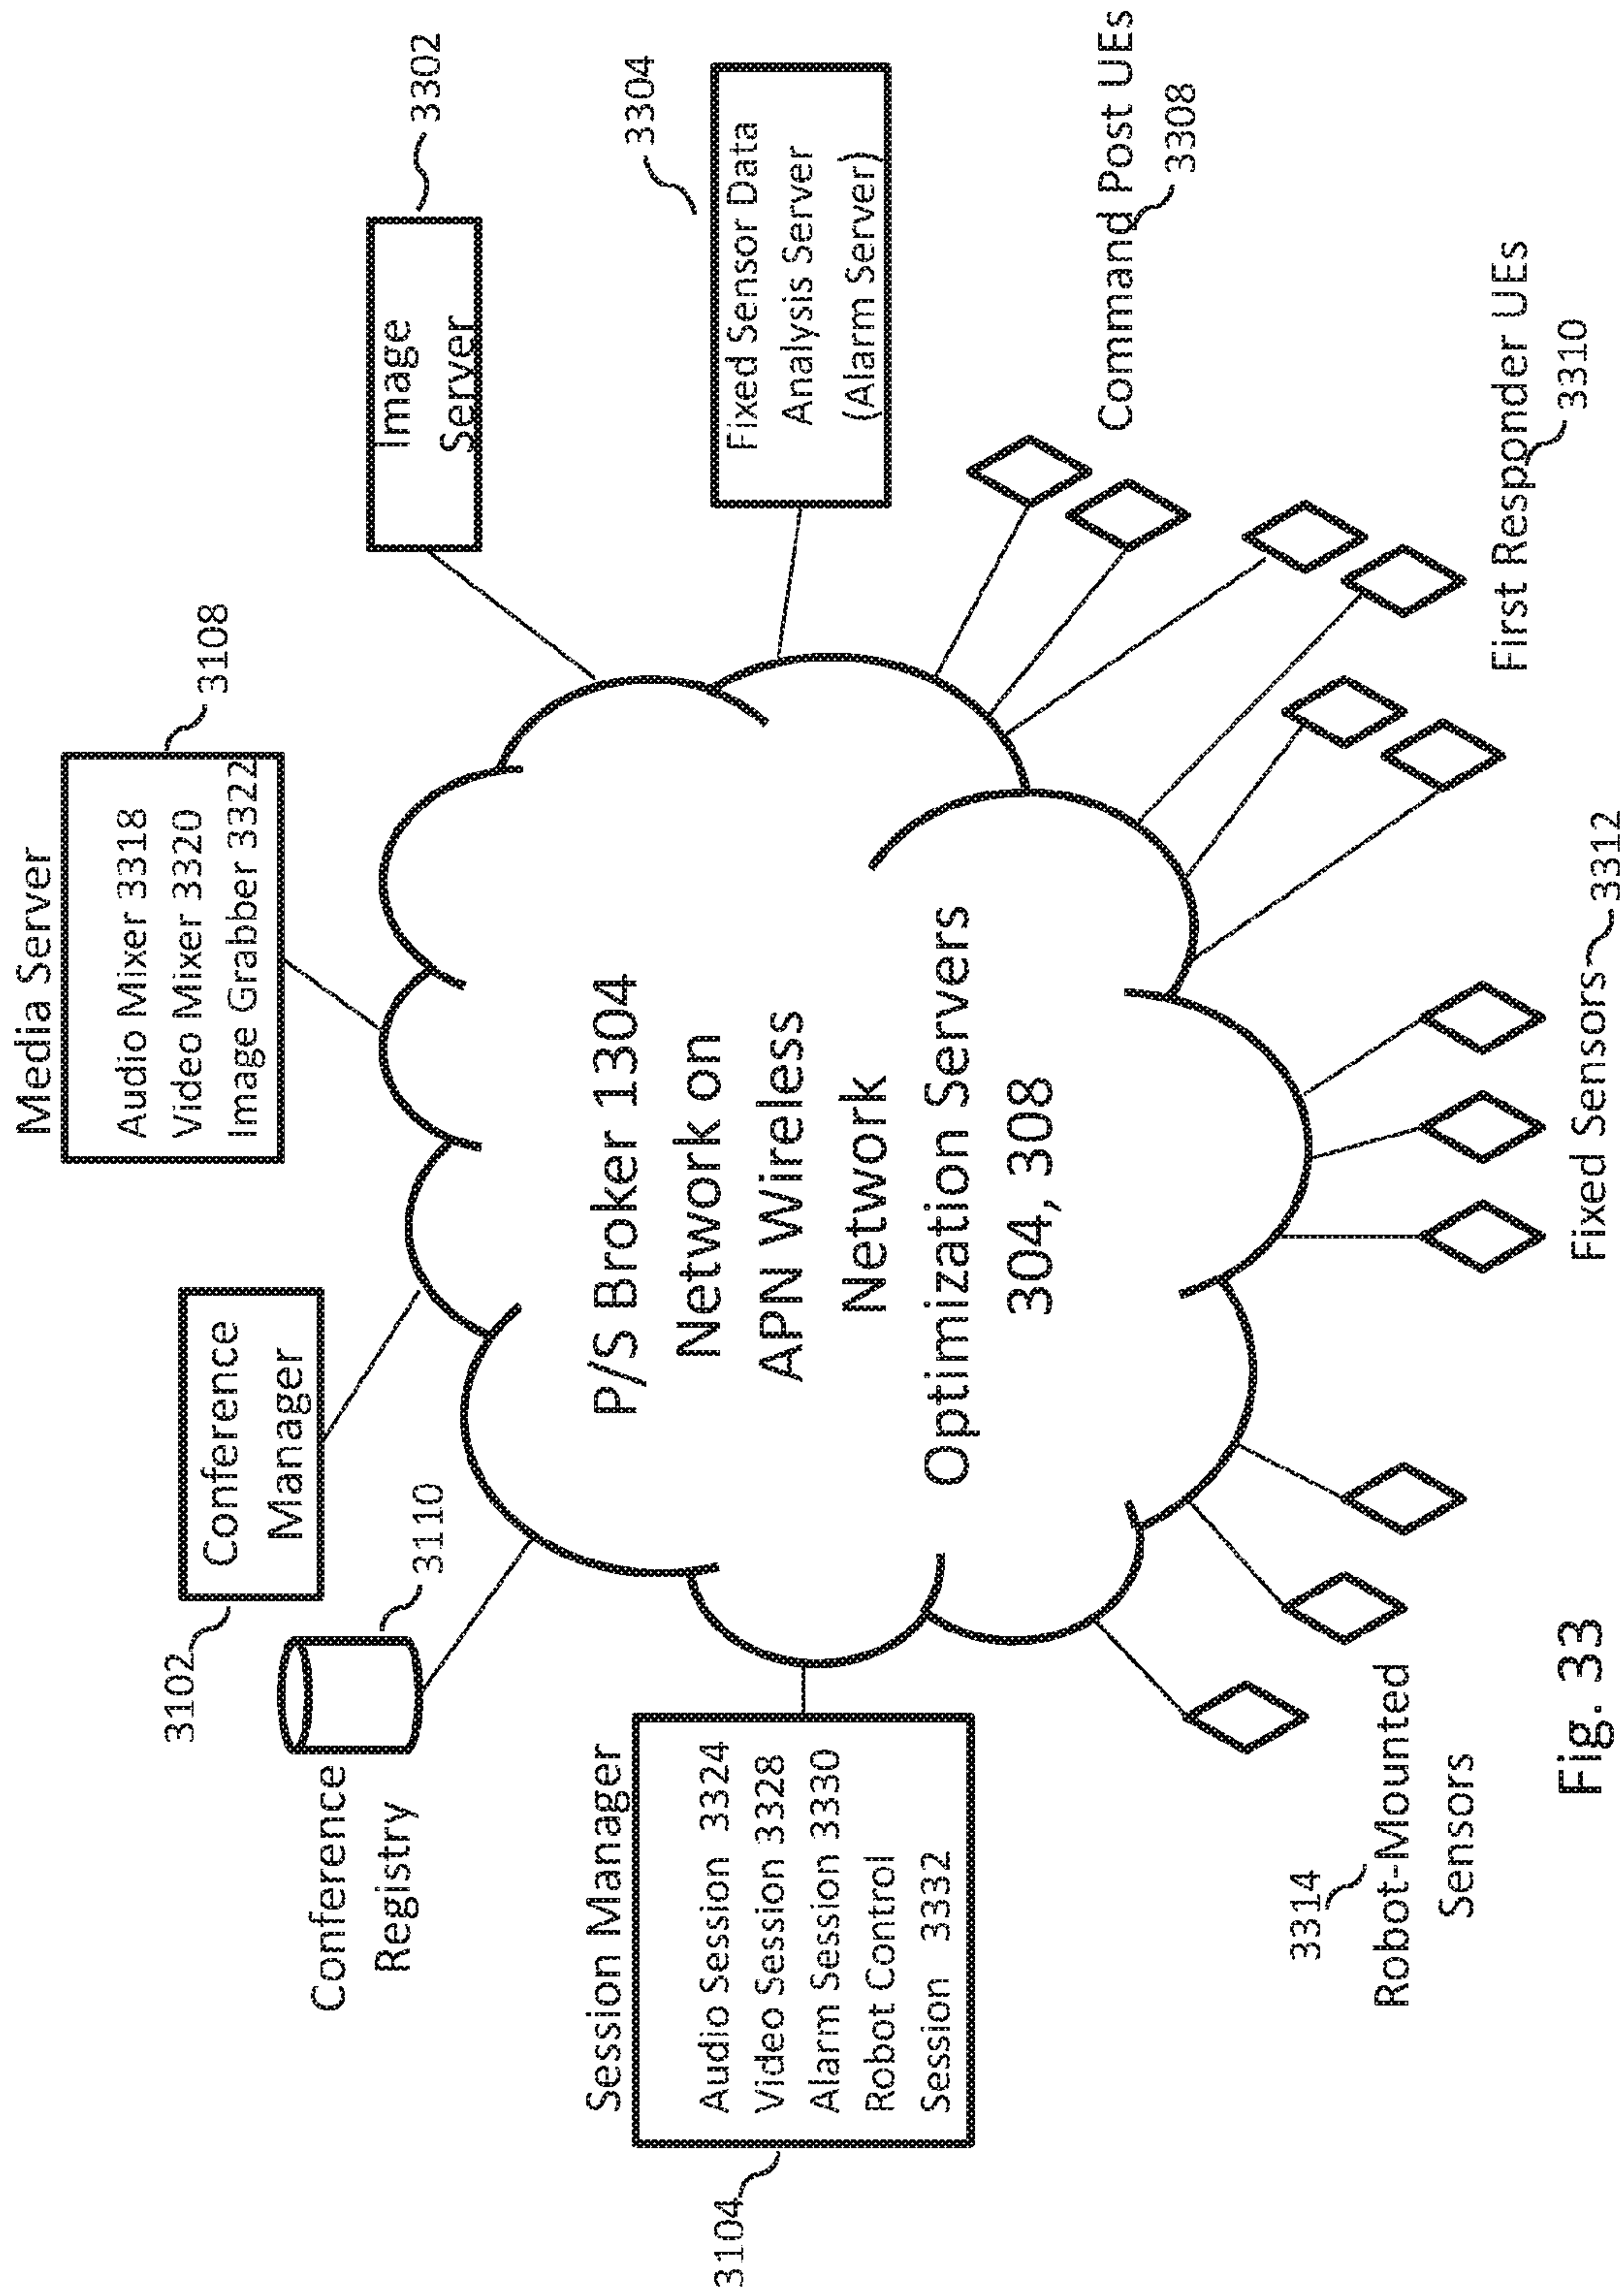 Media Server
3108
Audio Mixer 3318
Video Mixer 3320
Image Grabber 3322
3102
Conference
Manager
3110
Conference
Registry
3302
Image
Server
3304
Fixed Sensor Data
Analysis Server
(Alarm Server)
Session Manager
3104
Audio Session 3324
Video Session 3328
Alarm Session 3330
Robot Control
Session 3332
P/S Broker 1304
Network on
APN Wireless
Network
Optimization Servers
304, 308
Command Post UEs
3308
First Responder UEs
3310
Fixed Sensors 3312
3314
Robot-Mounted
Sensors
Fig. 33